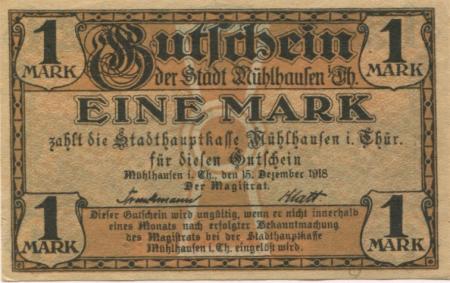 1 MARK
Gutschein
1 MARK
der Stadt Mühlhausen i. Th.
EINE MARK
zahlt die Stadthauptkasse Mühlhausen i. Thür.
für diesen Gutschein
Mühlhausen i. Th., den 15. Dezember 1918
Der Magistrat.
Trenckmann Klatt
1 MARK
Dieser Gutschein wird ungültig, wenn er nicht innerhalb
eines Monats nach erfolgter Bekanntmachung
des Magistrats bei der Stadthauptkasse
Mühlhausen i. Th. eingelöst wird.
1 MARK